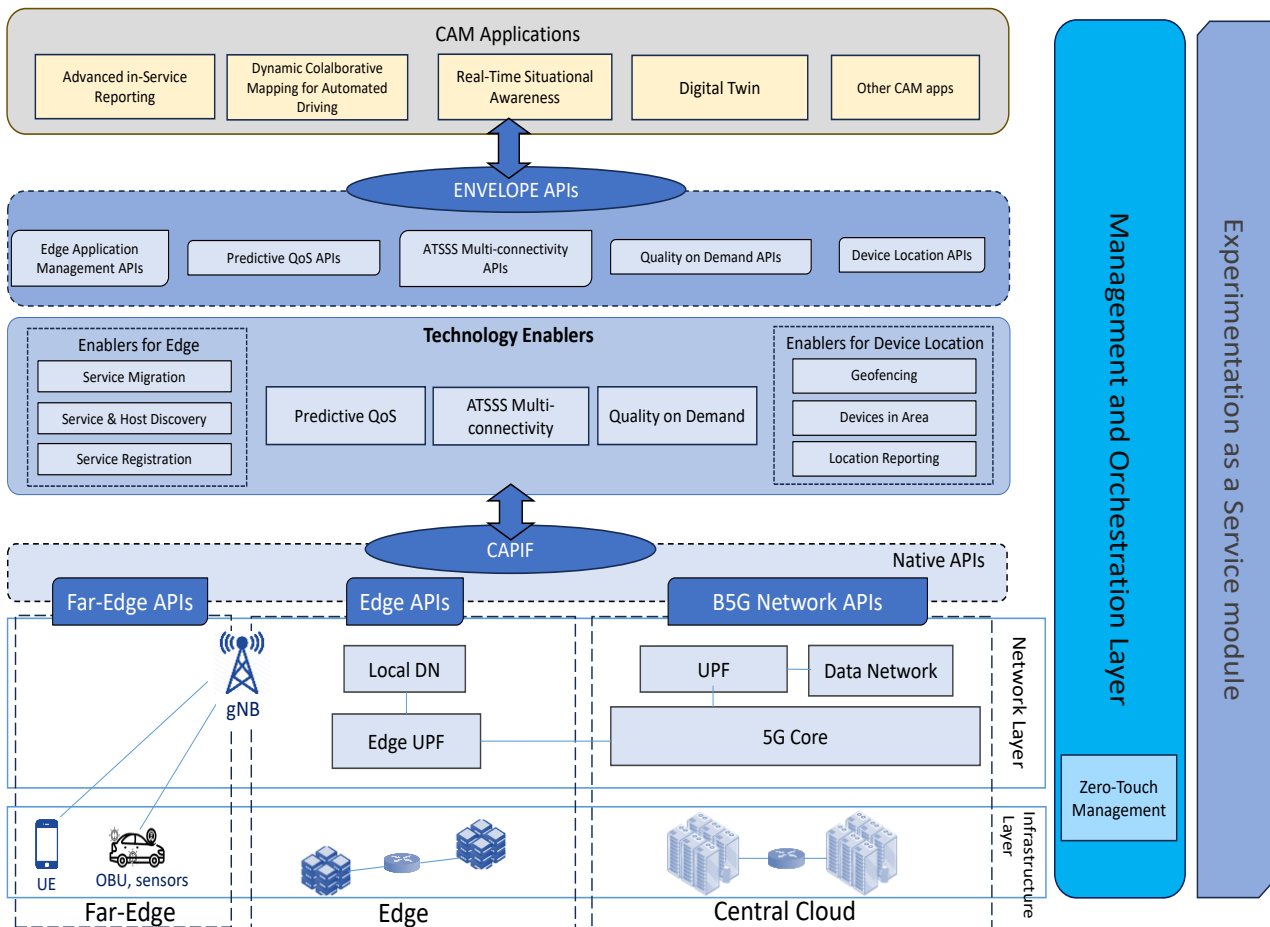 CAM Applications
Advanced in-Service
Reporting
Dynamic Colalborative
Mapping for Automated
Driving
Real-Time Situational
Awareness
Digital Twin
Other CAM apps
ENVELOPE APIs
Edge Application
Management APIs
Predictive QoS APIs
ATSSS Multi-connectivity
APIs
Quality on Demand APIs
Device Location APIs
Technology Enablers
Enablers for Edge
Service Migration
Service & Host Discovery
Service Registration
Predictive QoS
ATSSS Multi-
connectivity
Quality on Demand
Enablers for Device Location
Geofencing
Devices in Area
Location Reporting
CAPIF
Native APIs
Far-Edge APIs
Edge APIs
B5G Network APIs
gNB
Local DN
Edge UPF
UPF
Data Network
5G Core
Network Layer
UE
OBU, sensors
Infrastructure
Layer
Far-Edge
Edge
Central Cloud
Management and Orchestration Layer
Zero-Touch
Management
Experimentation as a Service module